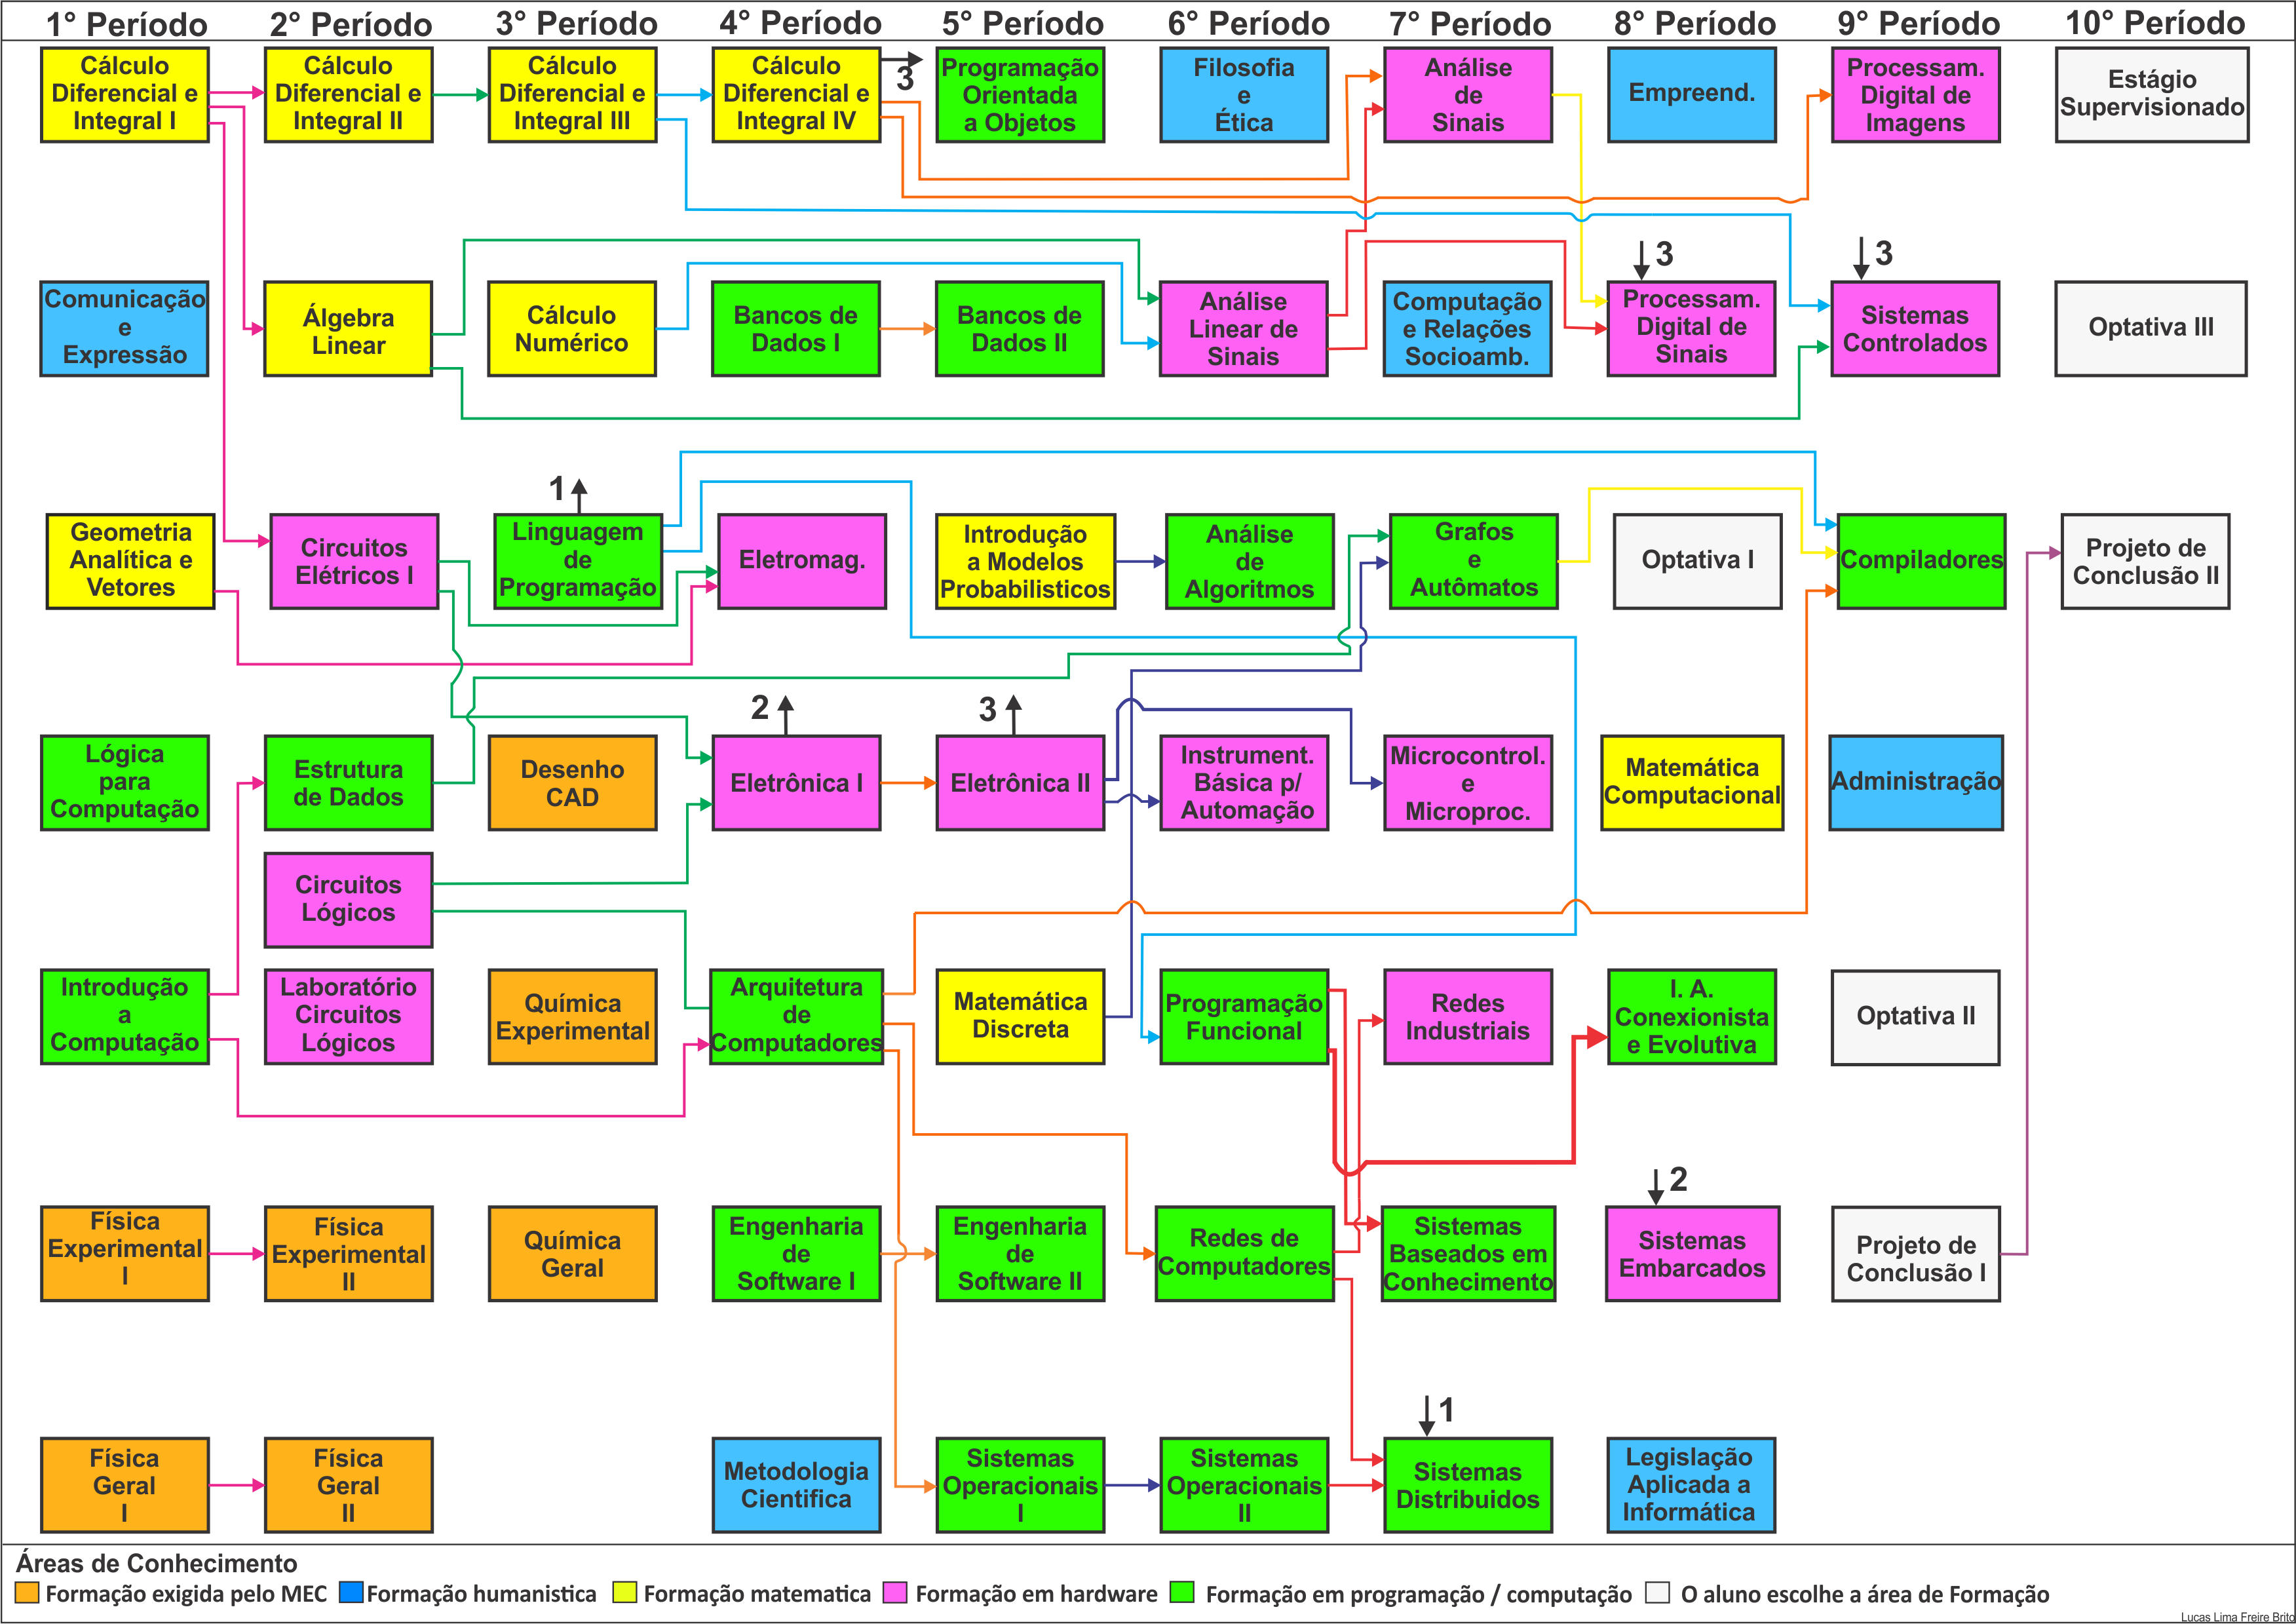 1° Período 2° Período 3° Período 4° Período 5° Período 6° Período 7° Período 8° Período 9° Período 10° Período
Cálculo
Diferencial e
Integral I
Cálculo
Diferencial e
Integral II
Cálculo
Diferencial e
Integral III
Cálculo
Diferencial e
Integral IV
3
Programação
Orientada
a Objetos
Filosofia
e
Ética
Análise
de
Sinais
Empreend.
Processam.
Digital de
Imagens
Estágio
Supervisionado
Comunicação
e
Expressão
Álgebra
Linear
Cálculo
Numérico
Bancos de
Dados I
Bancos de
Dados II
Análise
Linear de
Sinais
Computação
e Relações
Socioamb.
3
Processam.
Digital de
Sinais
3
Sistemas
Controlados
Optativa III
Geometria
Analítica e
Vetores
Circuitos
Elétricos I
1
Linguagem
de
Programação
Eletromag.
Introdução
a Modelos
Probabilisticos
Análise
de
Algoritmos
Grafos
e
Autômatos
Optativa I
Compiladores
Projeto de
Conclusão II
Lógica
para
Computação
Estrutura
de Dados
Desenho
CAD
2
Eletrônica I
3
Eletrônica II
Instrument.
Básica p/
Automação
Microcontrol.
e
Microproc.
Matemática
Computacional
Administração
Circuitos
Lógicos
Introdução
a
Computação
Laboratório
Circuitos
Lógicos
Química
Experimental
Arquitetura
de
Computadores
Matemática
Discreta
Programação
Funcional
Redes
Industriais
I. A.
Conexionista
e Evolutiva
Optativa II
Física
Experimental
I
Física
Experimental
II
Química
Geral
Engenharia
de
Software I
Engenharia
de
Software II
Redes de
Computadores
Sistemas
Baseados em
Conhecimento
2
Sistemas
Embarcados
Projeto de
Conclusão I
Física
Geral
I
Física
Geral
II
Metodologia
Cientifica
Sistemas
Operacionais
I
Sistemas
Operacionais
II
1
Sistemas
Distribuidos
Legislação
Aplicada a
Informática
Áreas de Conhecimento
Formação exigida pelo MEC Formação humanistica Formação matematica Formação em hardware Formação em programação / computação O aluno escolhe a área de Formação
Lucas Lima Freire Brito